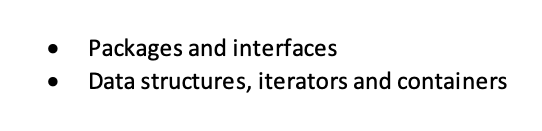 • Packages and interfaces
• Data structures, iterators and containers